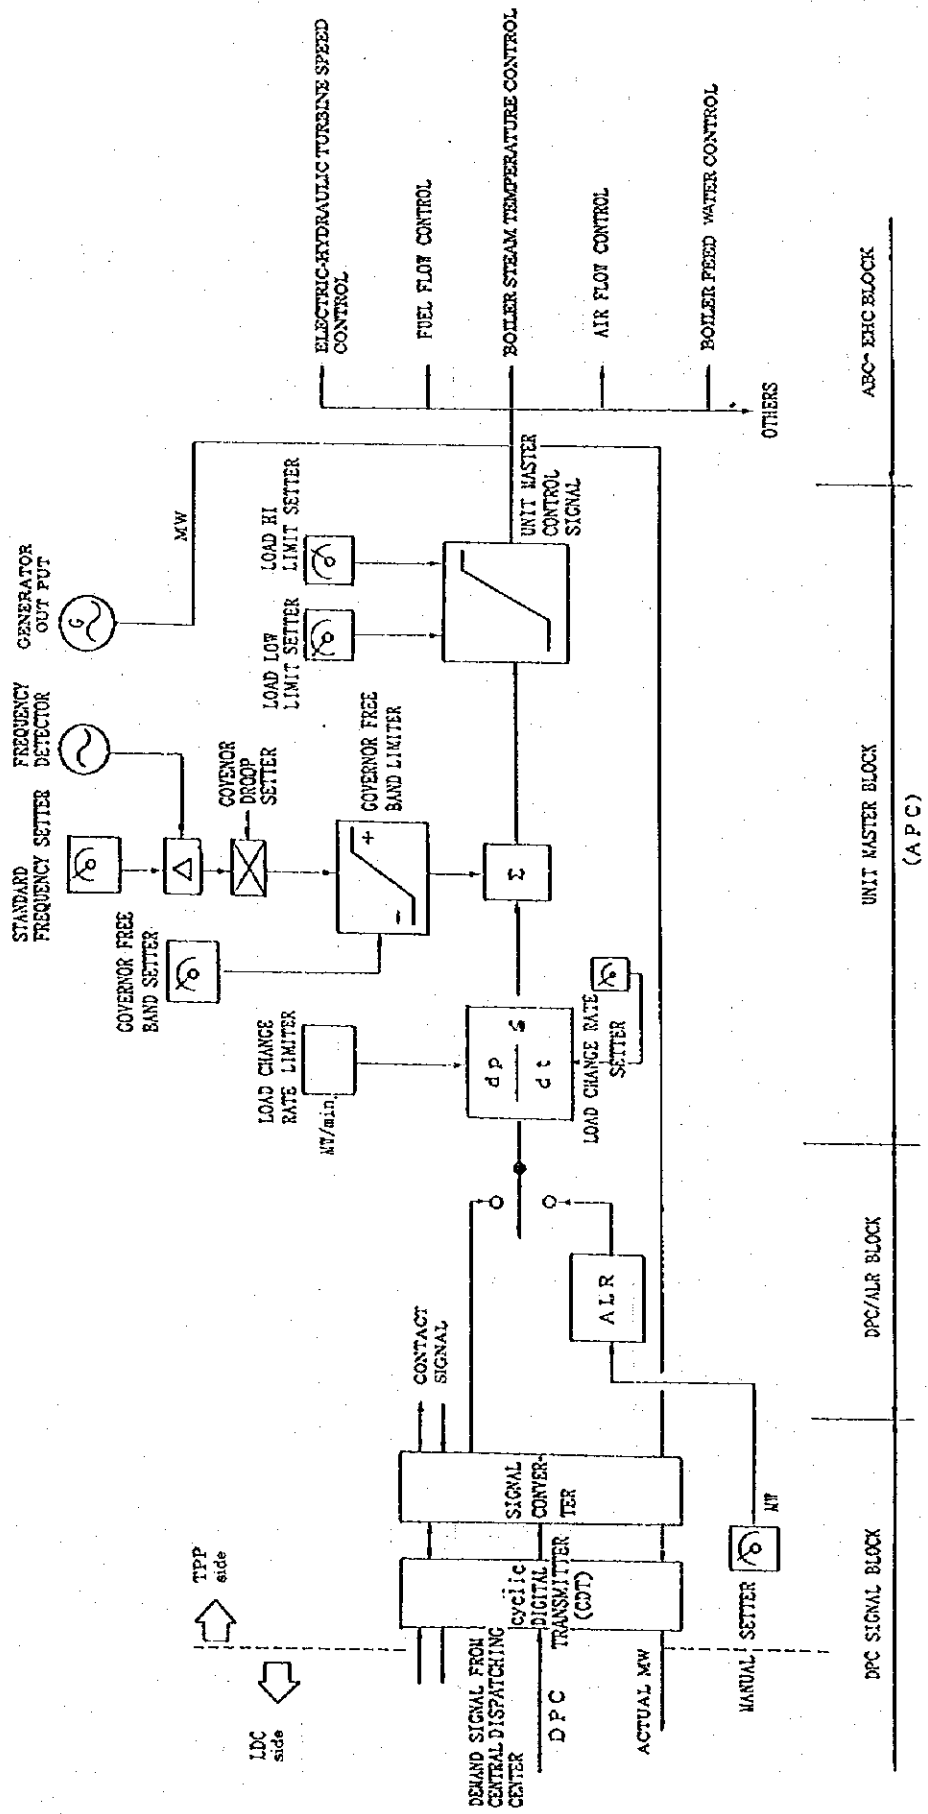 LDC
side
TPP
side
DEMAND SIGNAL FROM
CENTRAL DISPATCHING
CENTER
DPC
ACTUAL MW
cyclic
DIGITAL
TRANSMITTER
(CDT)
SIGNAL
CONVER-
TER
CONTACT
SIGNAL
MANUAL SETTER
MW
ALR
LOAD CHANGE
RATE LIMITER
MW/min.
dp
dt
≤
LOAD CHANGE RATE
SETTER
GOVERNOR FREE
BAND SETTER
STANDARD
FREQUENCY SETTER
FREQUENCY
DETECTOR
Δ
GOVENOR
DROOP
SETTER
− +
GOVERNOR FREE
BAND LIMITER
Σ
GENERATOR
OUT PUT
G
MW
LOAD LOW
LIMIT SETTER
LOAD HI
LIMIT SETTER
UNIT MASTER
CONTROL
SIGNAL
ELECTRIC-HYDRAULIC TURBINE SPEED
CONTROL
FUEL FLOW CONTROL
BOILER STEAM TEMPERATURE CONTROL
AIR FLOW CONTROL
BOILER FEED WATER CONTROL
OTHERS
DPC SIGNAL BLOCK
DPC/ALR BLOCK
UNIT MASTER BLOCK
(APC)
ABC- EHC BLOCK